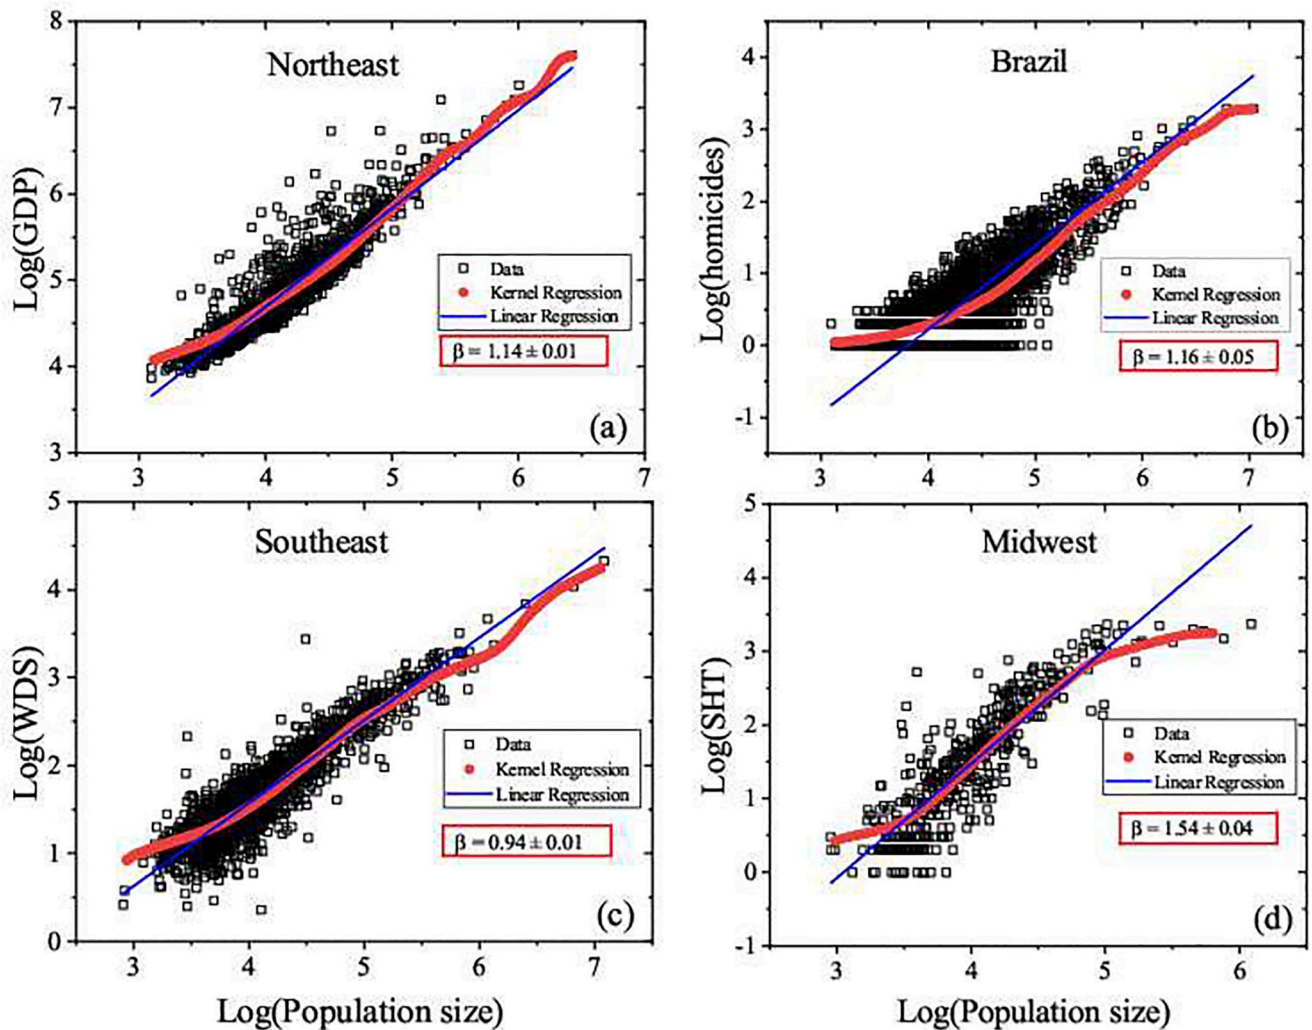 8
7
6
5
4
3
Log(GDP)
Northeast
Data
Kernel Regression
Linear Regression
β = 1.14 ± 0.01
(a)
3
4
5
6
7
4
3
2
1
0
-1
Log(homicides)
Brazil
Data
Kernel Regression
Linear Regression
β = 1.16 ± 0.05
(b)
3
4
5
6
7
5
4
3
2
1
0
Log(WDS)
Southeast
Data
Kernel Regression
Linear Regression
β = 0.94 ± 0.01
(c)
3
4
5
6
7
Log(Population size)
5
4
3
2
1
0
-1
Log(SHT)
Midwest
Data
Kernel Regression
Linear Regression
β = 1.54 ± 0.04
(d)
3
4
5
6
Log(Population size)